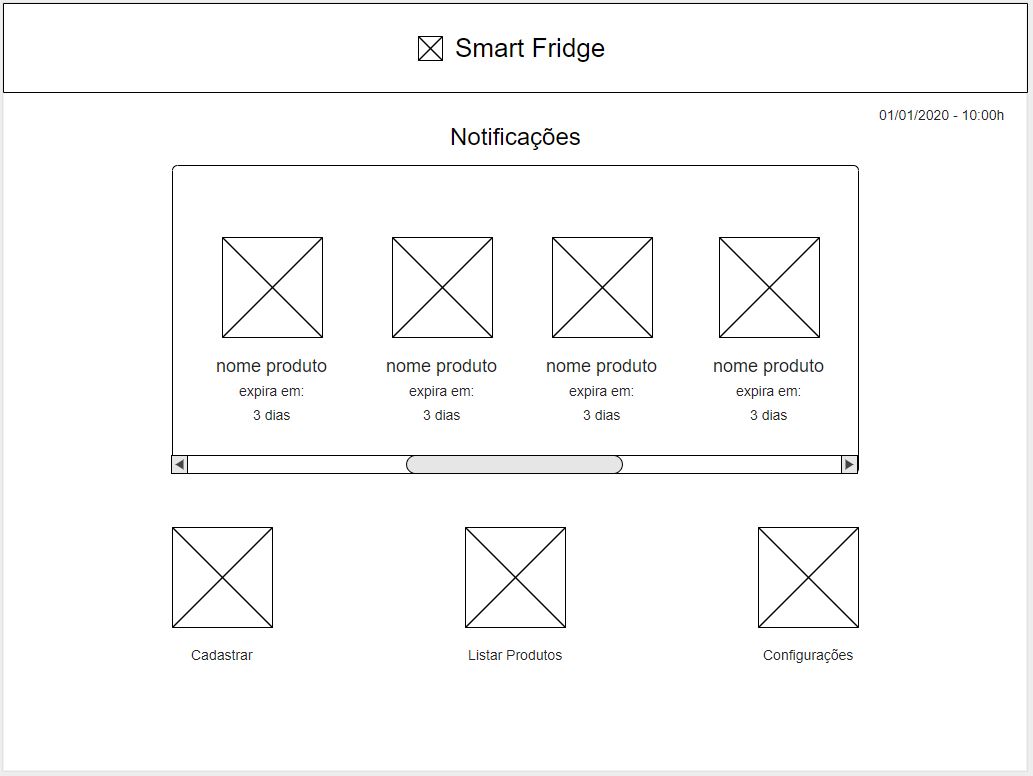 Smart Fridge
01/01/2020 - 10:00h
Notificações
nome produto
expira em:
3 dias
nome produto
expira em:
3 dias
nome produto
expira em:
3 dias
nome produto
expira em:
3 dias
Cadastrar
Listar Produtos
Configurações